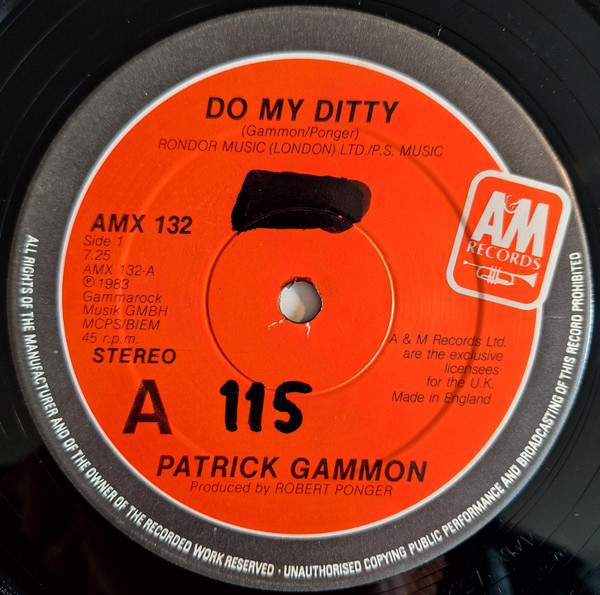 DO MY DITTY
(Gammon/Ponger)
RONDOR MUSIC (LONDON) LTD./P.S. MUSIC
AMX 132
Side 1
7.25
AMX 132-A
℗ 1983
Gammarock
Musik GMBH
MCPS/BIEM
45 r.p.m.
STEREO
A
115
A&M
RECORDS
A & M Records Ltd.
are the exclusive
licensees
for the U.K.
Made in England
PATRICK GAMMON
Produced by ROBERT PONGER
ALL RIGHTS OF THE MANUFACTURER AND OF THE OWNER OF THE RECORDED WORK RESERVED · UNAUTHORISED COPYING PUBLIC PERFORMANCE AND BROADCASTING OF THIS RECORD PROHIBITED